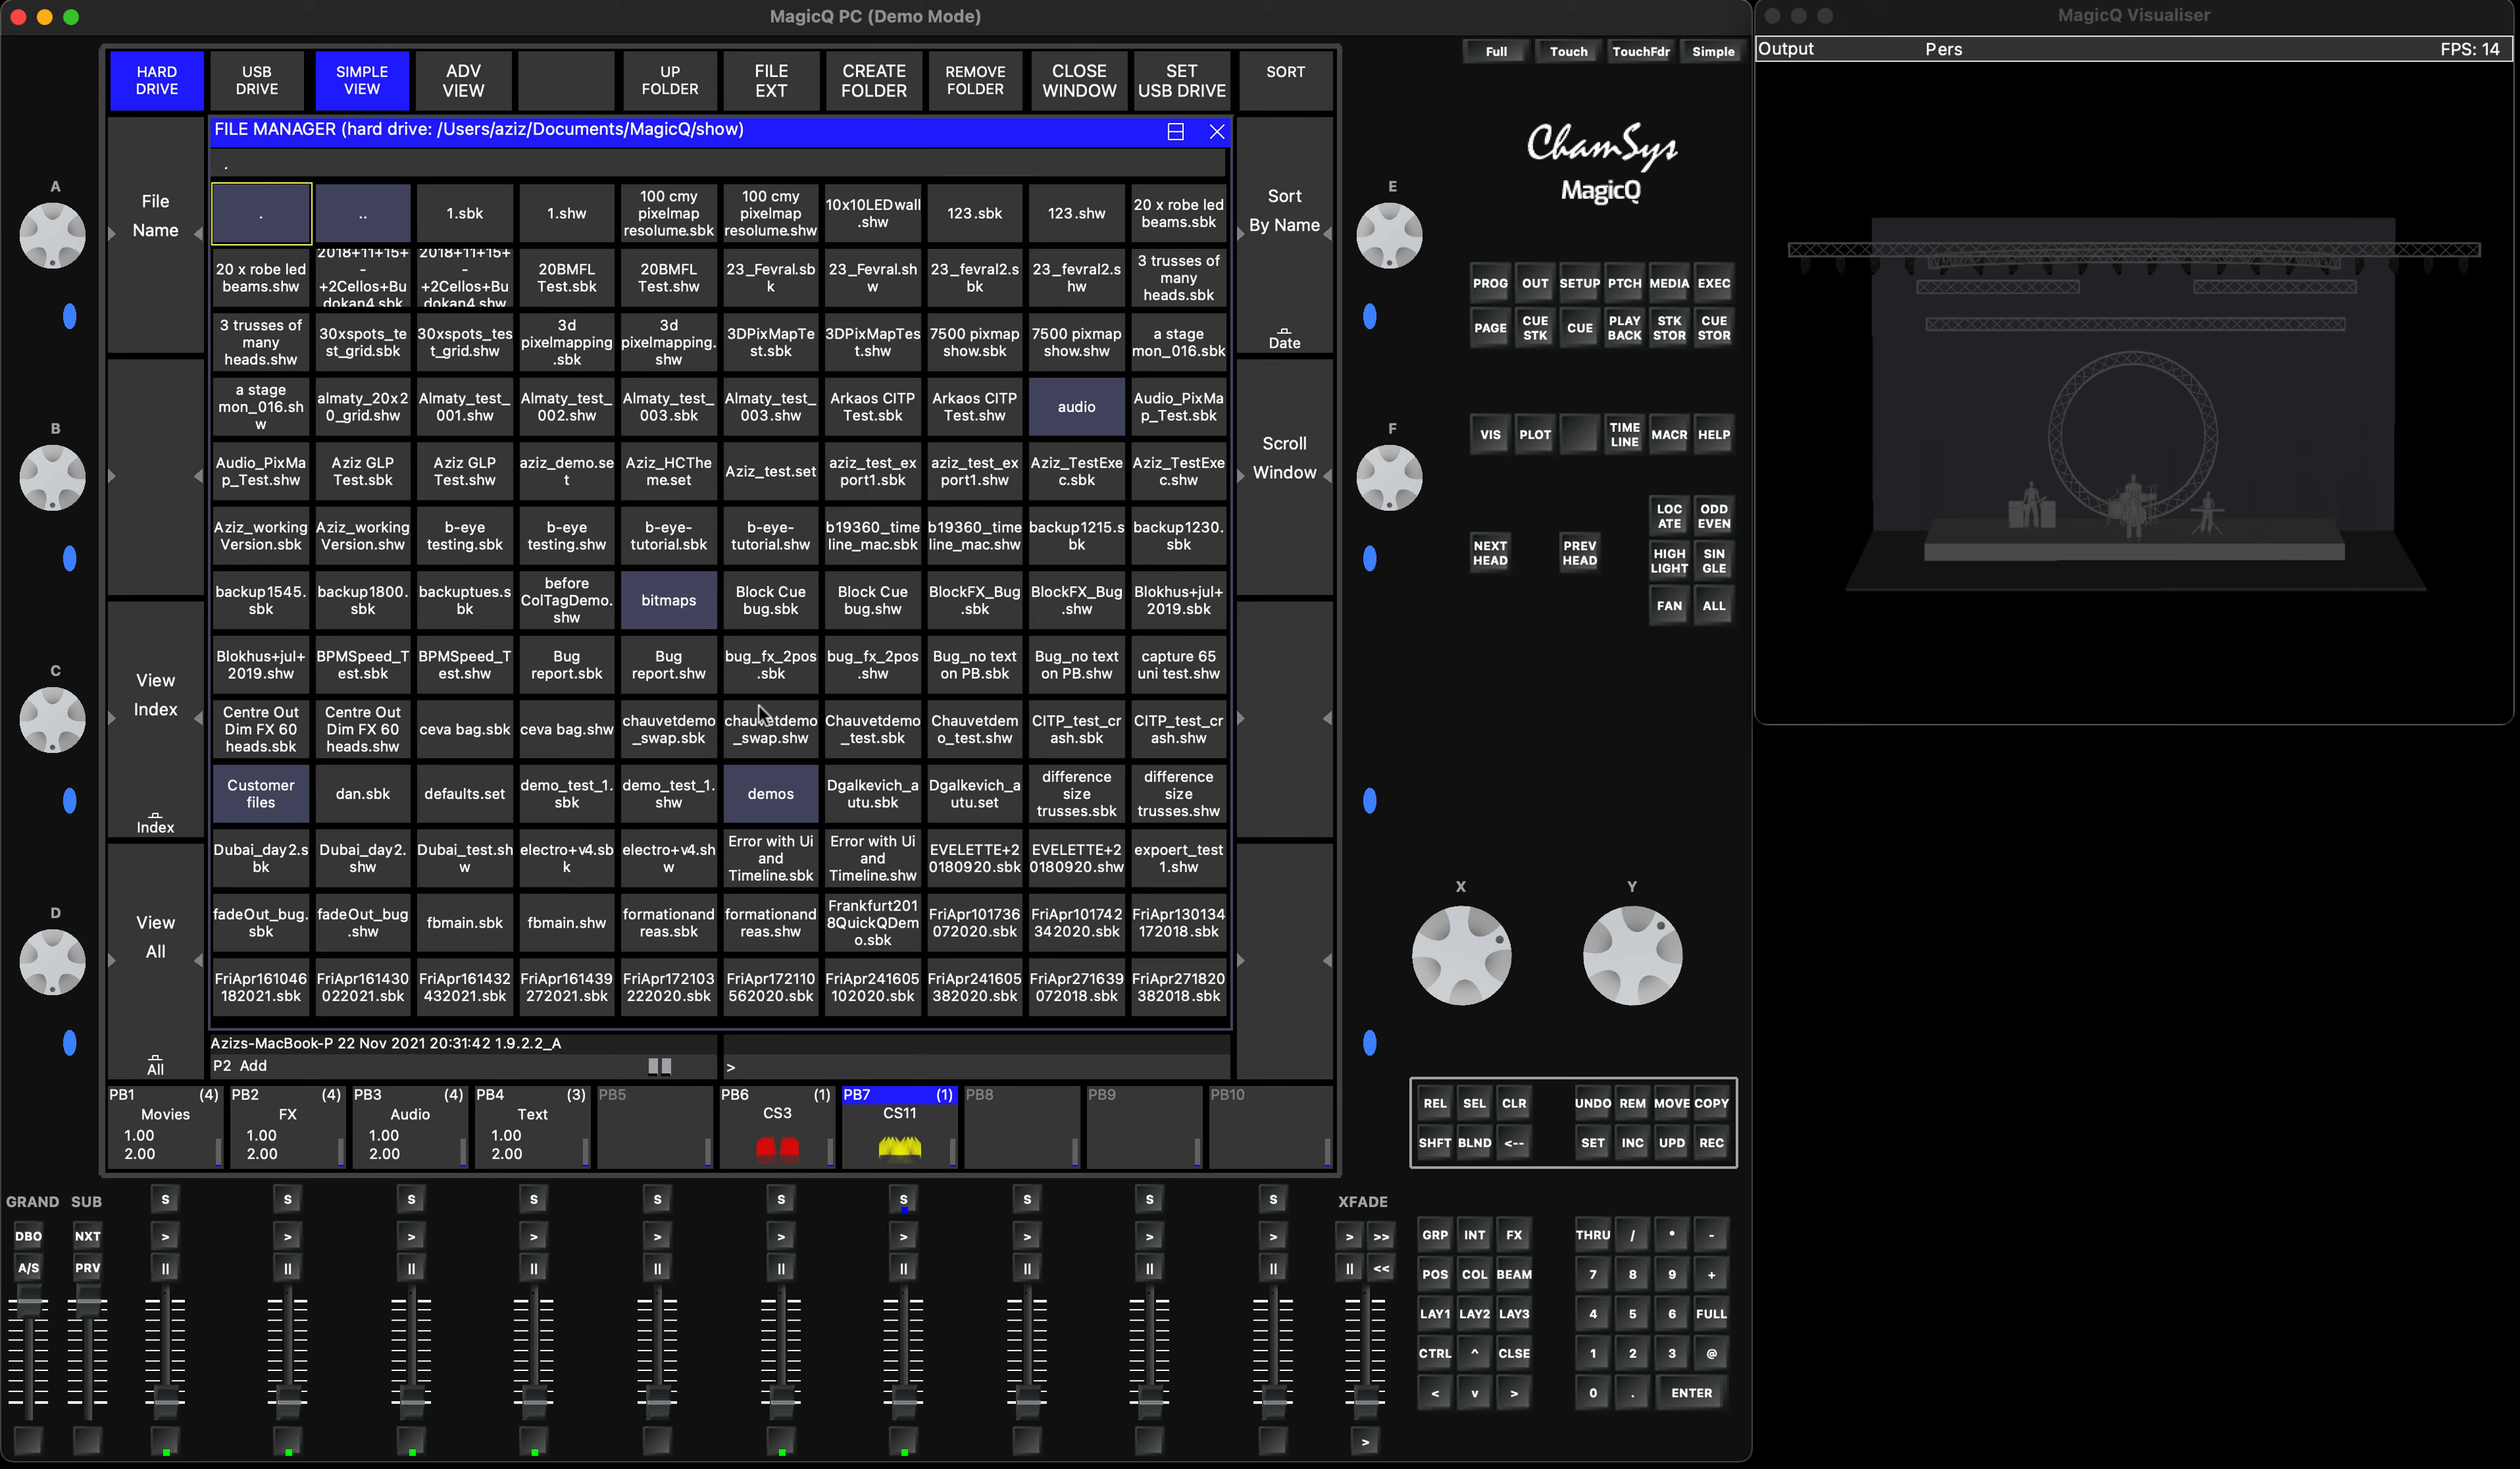 MagicQ PC (Demo Mode)
MagicQ Visualiser
Output Pers FPS: 14
Full Touch TouchFdr Simple
HARD DRIVE
USB DRIVE
SIMPLE VIEW
ADV VIEW
UP FOLDER
FILE EXT
CREATE FOLDER
REMOVE FOLDER
CLOSE WINDOW
SET USB DRIVE
SORT
FILE MANAGER (hard drive: /Users/aziz/Documents/MagicQ/show)
.
A
B
C
D
File Name
View Index
Index
View All
All
. .. 1.sbk 1.shw 100 cmy pixelmap resolume.sbk 100 cmy pixelmap resolume.shw 10x10LEDwall.shw 123.sbk 123.shw 20 x robe led beams.sbk
20 x robe led beams.shw 2018+11+15+-+2Cellos+Budokan4.sbk 2018+11+15+-+2Cellos+Budokan4.shw 20BMFL Test.sbk 20BMFL Test.shw 23_Fevral.sbk 23_Fevral.shw 23_fevral2.sbk 23_fevral2.shw 3 trusses of many heads.sbk
3 trusses of many heads.shw 30xspots_test_grid.sbk 30xspots_test_grid.shw 3d pixelmapping.sbk 3d pixelmapping.shw 3DPixMapTest.sbk 3DPixMapTest.shw 7500 pixmap show.sbk 7500 pixmap show.shw a stage mon_016.sbk
a stage mon_016.shw almaty_20x20_grid.shw Almaty_test_001.shw Almaty_test_002.shw Almaty_test_003.sbk Almaty_test_003.shw Arkaos CITP Test.sbk Arkaos CITP Test.shw audio Audio_PixMap_Test.sbk
Audio_PixMap_Test.shw Aziz GLP Test.sbk Aziz GLP Test.shw aziz_demo.set Aziz_HCTheme.set Aziz_test.set aziz_test_export1.sbk aziz_test_export1.shw Aziz_TestExec.sbk Aziz_TestExec.shw
Aziz_workingVersion.sbk Aziz_workingVersion.shw b-eye testing.sbk b-eye testing.shw b-eye-tutorial.sbk b-eye-tutorial.shw b19360_timeline_mac.sbk b19360_timeline_mac.shw backup1215.sbk backup1230.sbk
backup1545.sbk backup1800.sbk backuptues.sbk before ColTagDemo.shw bitmaps Block Cue bug.sbk Block Cue bug.shw BlockFX_Bug.sbk BlockFX_Bug.shw Blokhus+jul+2019.sbk
Blokhus+jul+2019.shw BPMSpeed_Test.sbk BPMSpeed_Test.shw Bug report.sbk Bug report.shw bug_fx_2pos.sbk bug_fx_2pos.shw Bug_no text on PB.sbk Bug_no text on PB.shw capture 65 uni test.shw
Centre Out Dim FX 60 heads.sbk Centre Out Dim FX 60 heads.shw ceva bag.sbk ceva bag.shw chauvetdemo_swap.sbk chauvetdemo_swap.shw Chauvetdemo_test.sbk Chauvetdemo_test.shw CITP_test_crash.sbk CITP_test_crash.shw
Customer files dan.sbk defaults.set demo_test_1.sbk demo_test_1.shw demos Dgalkevich_autu.sbk Dgalkevich_autu.set difference size trusses.sbk difference size trusses.shw
Dubai_day2.sbk Dubai_day2.shw Dubai_test.shw electro+v4.sbk electro+v4.shw Error with Ui and Timeline.sbk Error with Ui and Timeline.shw EVELETTE+20180920.sbk EVELETTE+20180920.shw expoert_test1.shw
fadeOut_bug.sbk fadeOut_bug.shw fbmain.sbk fbmain.shw formationandreas.sbk formationandreas.shw Frankfurt2018QuickQDemo.sbk FriApr101736072020.sbk FriApr101742342020.sbk FriApr130134172018.sbk
FriApr161046182021.sbk FriApr161430022021.sbk FriApr161432432021.sbk FriApr161439272021.sbk FriApr172103222020.sbk FriApr172110562020.sbk FriApr241605102020.sbk FriApr241605382020.sbk FriApr271639072018.sbk FriApr271820382018.sbk
Sort By Name
Date
Scroll Window
E
F
ChamSys
MagicQ
PROG OUT SETUP PTCH MEDIA EXEC
PAGE CUE STK CUE PLAY BACK STK STOR CUE STOR
VIS PLOT TIME LINE MACR HELP
LOC ATE ODD EVEN
NEXT HEAD PREV HEAD HIGH LIGHT SIN GLE
FAN ALL
X Y
Azizs-MacBook-P 22 Nov 2021 20:31:42 1.9.2.2_A
P2 Add
>
PB1 (4) PB2 (4) PB3 (4) PB4 (3) PB5 PB6 (1) PB7 (1) PB8 PB9 PB10
Movies FX Audio Text CS3 CS11
1.00 1.00 1.00 1.00
2.00 2.00 2.00 2.00
REL SEL CLR UNDO REM MOVE COPY
SHFT BLND <-- SET INC UPD REC
GRAND SUB S S S S S S S S S S XFADE
DBO NXT > > > > > > > > > > > >>
A/S PRV II II II II II II II II II II II <<
>
GRP INT FX THRU / * -
POS COL BEAM 7 8 9 +
LAY1 LAY2 LAY3 4 5 6 FULL
CTRL ^ CLSE 1 2 3 @
< v > 0 . ENTER